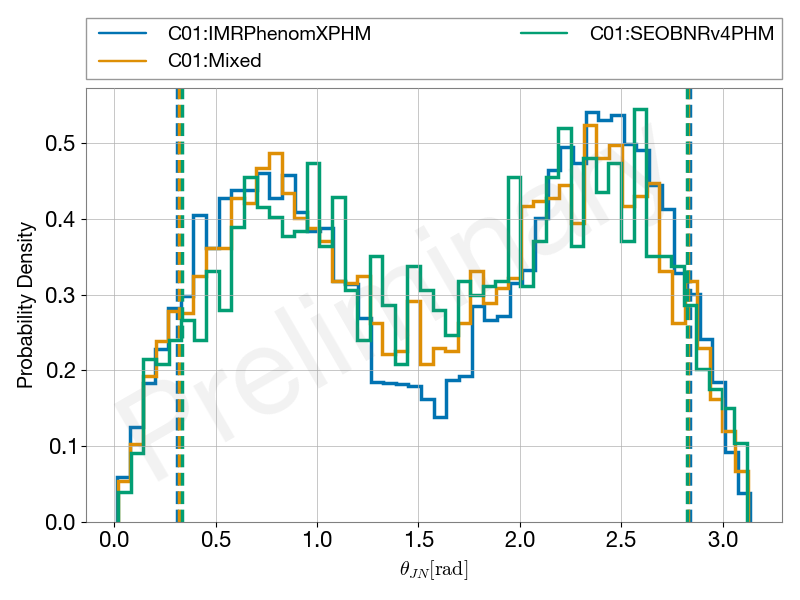 C01:IMRPhenomXPHM
C01:Mixed
C01:SEOBNRv4PHM
Probability Density
0.5
0.4
0.3
0.2
0.1
0.0
Preliminary
0.0 0.5 1.0 1.5 2.0 2.5 3.0
θ_JN[rad]